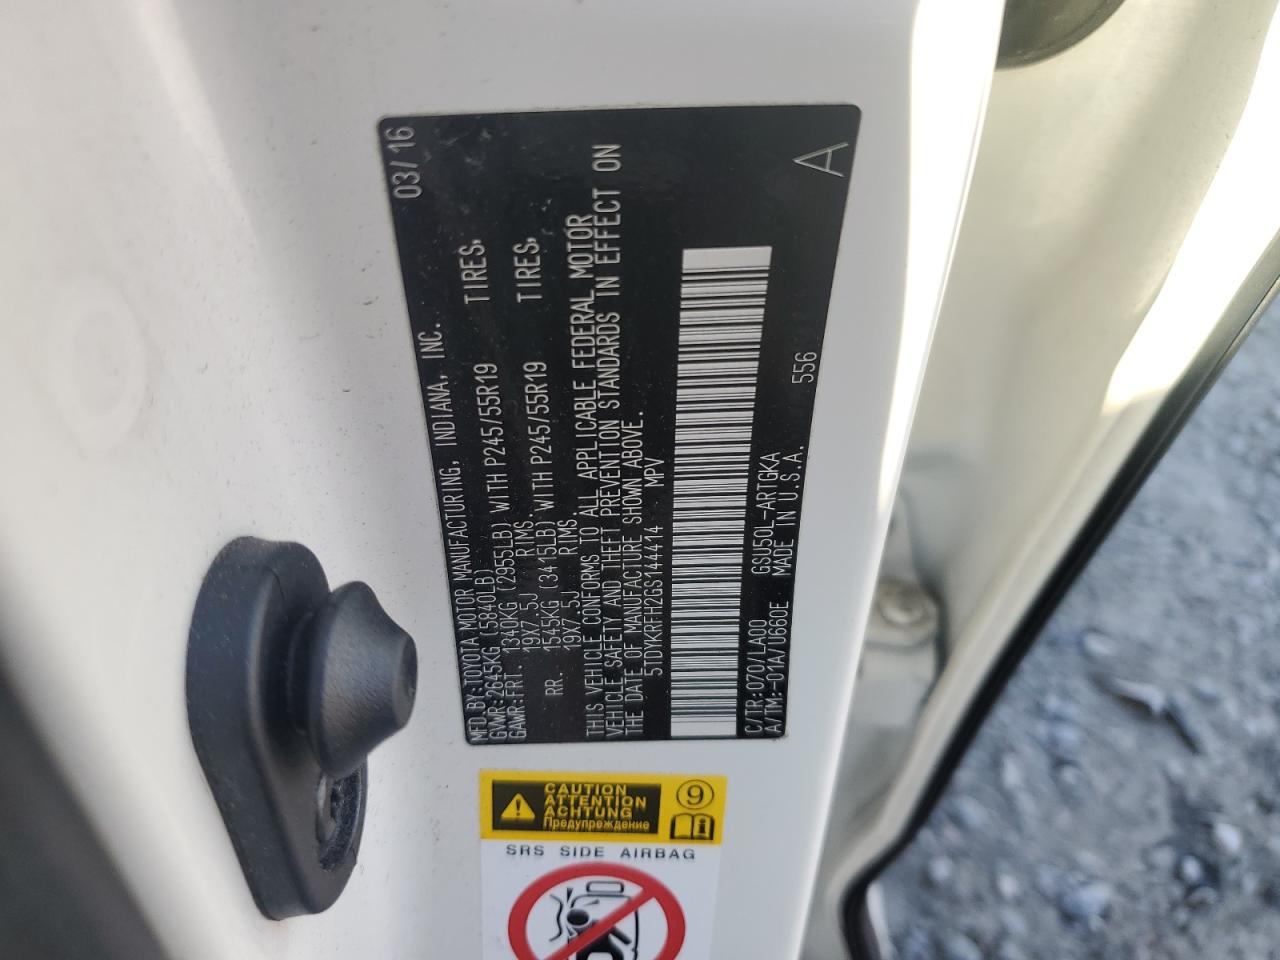 MFD.BY:TOYOTA MOTOR MANUFACTURING, INDIANA, INC. 03/16
GVWR:2645KG (5840LB)
GAWR:FRT. 1340KG (2955LB) WITH P245/55R19 TIRES,
19X7.5J RIMS.
RR. 1545KG (3415LB) WITH P245/55R19 TIRES,
19X7.5J RIMS.
THIS VEHICLE CONFORMS TO ALL APPLICABLE FEDERAL MOTOR
VEHICLE SAFETY AND THEFT PREVENTION STANDARDS IN EFFECT ON
THE DATE OF MANUFACTURE SHOWN ABOVE.
5TDYKRFH2GS144414 MPV
C/TR:070/LA00 GSU50L-ARTGKA
A/TM:-01A/U660E MADE IN U.S.A. 556
A
CAUTION
ATTENTION
ACHTUNG
Предупреждение
9
SRS SIDE AIRBAG